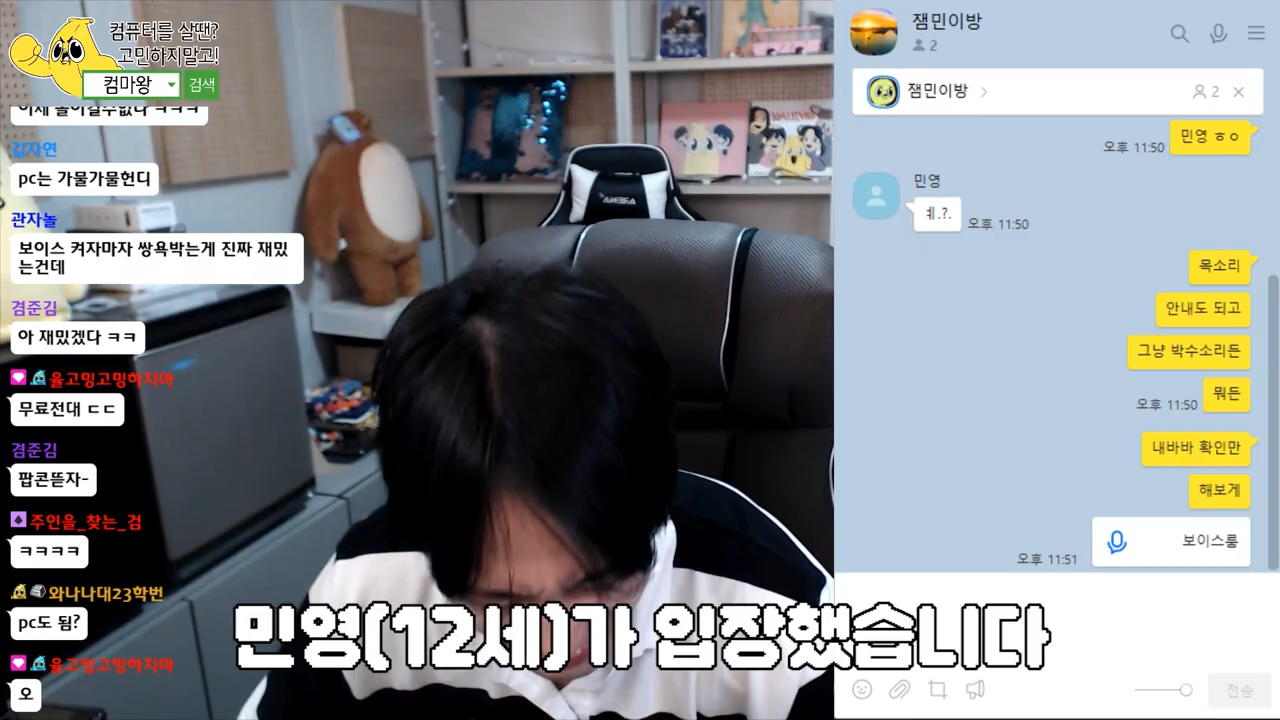 컴퓨터를 살땐?
고민하지말고!
컴마왕
검색
김자연
pc는 가물가물헌디
관자놀
보이스 켜자마자 쌍욕박는게 진짜 재밌
는건데
겸준김
아 재밌겠다 ㅋㅋ
율고밍고밍하지마
무료전대 ㄷㄷ
겸준김
팝콘뜯자-
주인을_찾는_검
ㅋㅋㅋㅋ
와나나대23학번
pc도 됨?
율고밍고밍하지마
오
민영(12세)가 입장했습니다
잼민이방
2
잼민이방
2
민영 ㅎㅇ
오후 11:50
민영
ㅖ.?.
오후 11:50
목소리
안내도 되고
그냥 박수소리든
뭐든
오후 11:50
내바바 확인만
해보게
보이스룸
오후 11:51
전송